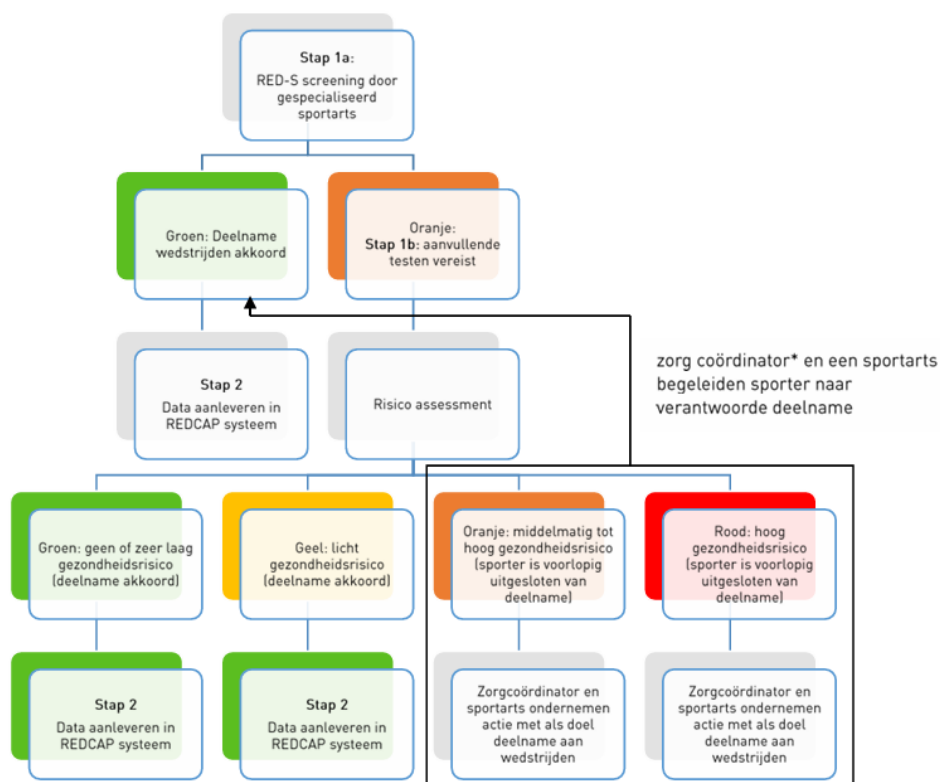 Stap 1a:
RED-S screening door
gespecialiseerd
sportarts
Groen: Deelname
wedstrijden akkoord
Oranje:
Stap 1b: aanvullende
testen vereist
zorg coördinator* en een sportarts
begeleiden sporter naar
verantwoorde deelname
Stap 2
Data aanleveren in
REDCAP systeem
Risico assessment
Groen: geen of zeer laag
gezondheidsrisico
(deelname akkoord)
Geel: licht
gezondheidsrisico
(deelname akkoord)
Oranje: middelmatig tot
hoog gezondheidsrisico
(sporter is voorlopig
uitgesloten van
deelname)
Rood: hoog
gezondheidsrisico
(sporter is voorlopig
uitgesloten van
deelname)
Stap 2
Data aanleveren in
REDCAP systeem
Stap 2
Data aanleveren in
REDCAP systeem
Zorgcoördinator en
sportarts ondernemen
actie met als doel
deelname aan
wedstrijden
Zorgcoördinator en
sportarts ondernemen
actie met als doel
deelname aan
wedstrijden